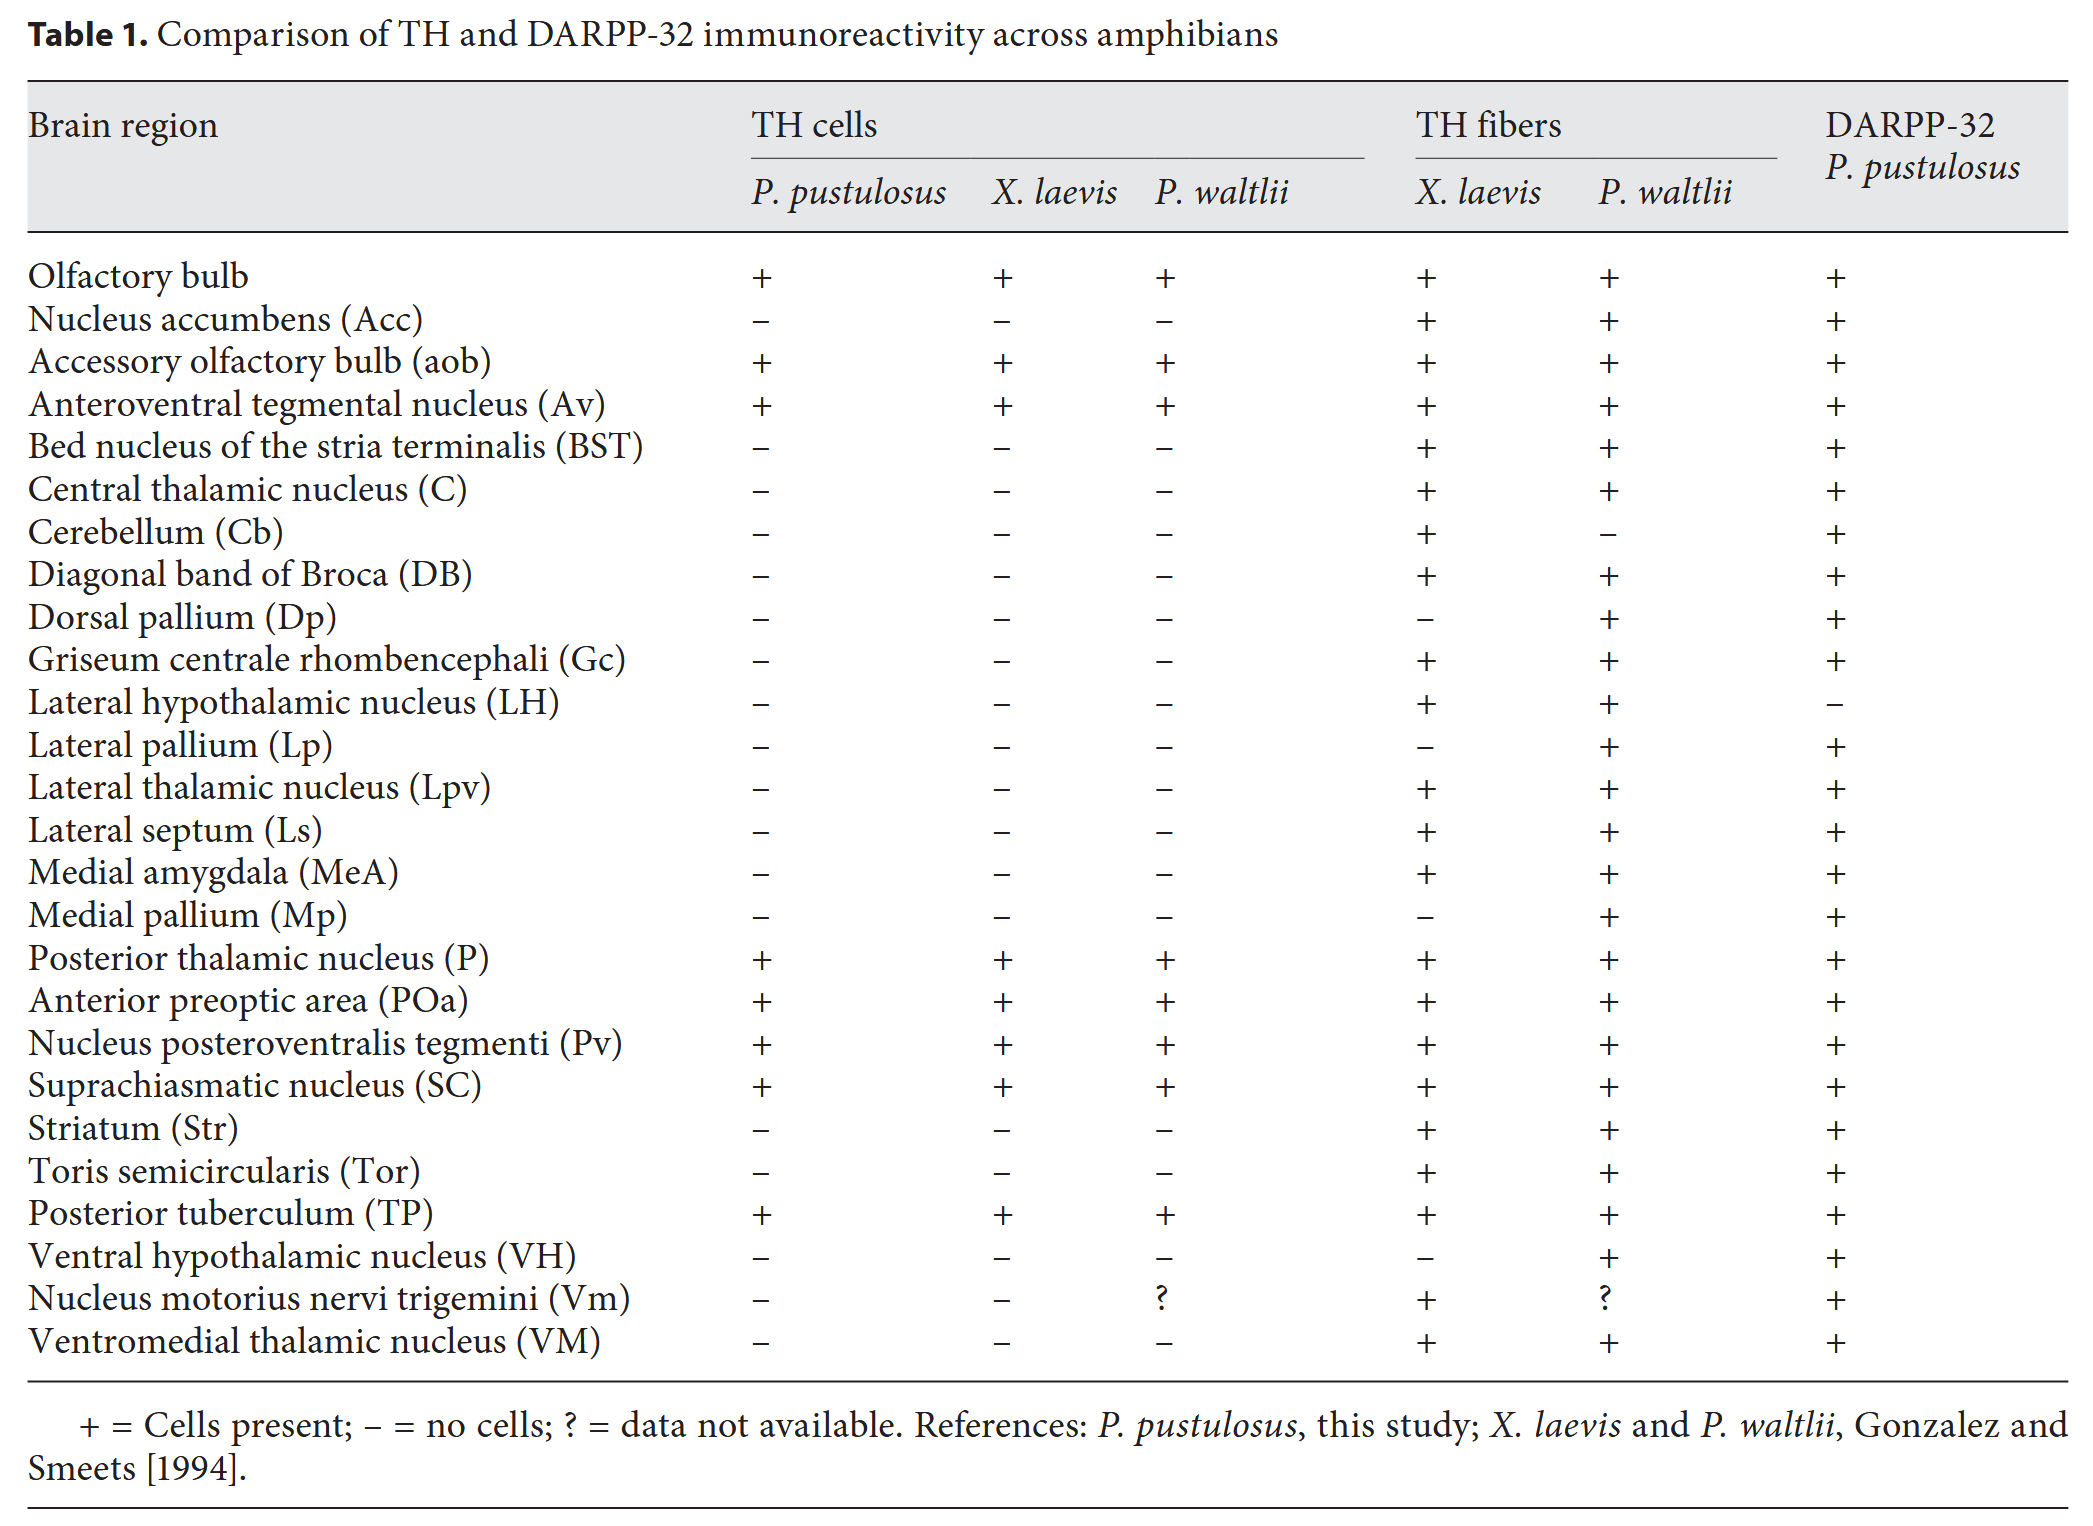 Table 1. Comparison of TH and DARPP-32 immunoreactivity across amphibians
Brain region TH cells TH fibers DARPP-32
P. pustulosus
P. pustulosus X. laevis P. waltlii X. laevis P. waltlii
Olfactory bulb + + + + + +
Nucleus accumbens (Acc) – – – + + +
Accessory olfactory bulb (aob) + + + + + +
Anteroventral tegmental nucleus (Av) + + + + + +
Bed nucleus of the stria terminalis (BST) – – – + + +
Central thalamic nucleus (C) – – – + + +
Cerebellum (Cb) – – – + – +
Diagonal band of Broca (DB) – – – + + +
Dorsal pallium (Dp) – – – – + +
Griseum centrale rhombencephali (Gc) – – – + + +
Lateral hypothalamic nucleus (LH) – – – + + –
Lateral pallium (Lp) – – – – + +
Lateral thalamic nucleus (Lpv) – – – + + +
Lateral septum (Ls) – – – + + +
Medial amygdala (MeA) – – – + + +
Medial pallium (Mp) – – – – + +
Posterior thalamic nucleus (P) + + + + + +
Anterior preoptic area (POa) + + + + + +
Nucleus posteroventralis tegmenti (Pv) + + + + + +
Suprachiasmatic nucleus (SC) + + + + + +
Striatum (Str) – – – + + +
Toris semicircularis (Tor) – – – + + +
Posterior tuberculum (TP) + + + + + +
Ventral hypothalamic nucleus (VH) – – – – + +
Nucleus motorius nervi trigemini (Vm) – – ? + ? +
Ventromedial thalamic nucleus (VM) – – – + + +
+ = Cells present; – = no cells; ? = data not available. References: P. pustulosus, this study; X. laevis and P. waltlii, Gonzalez and
Smeets [1994].